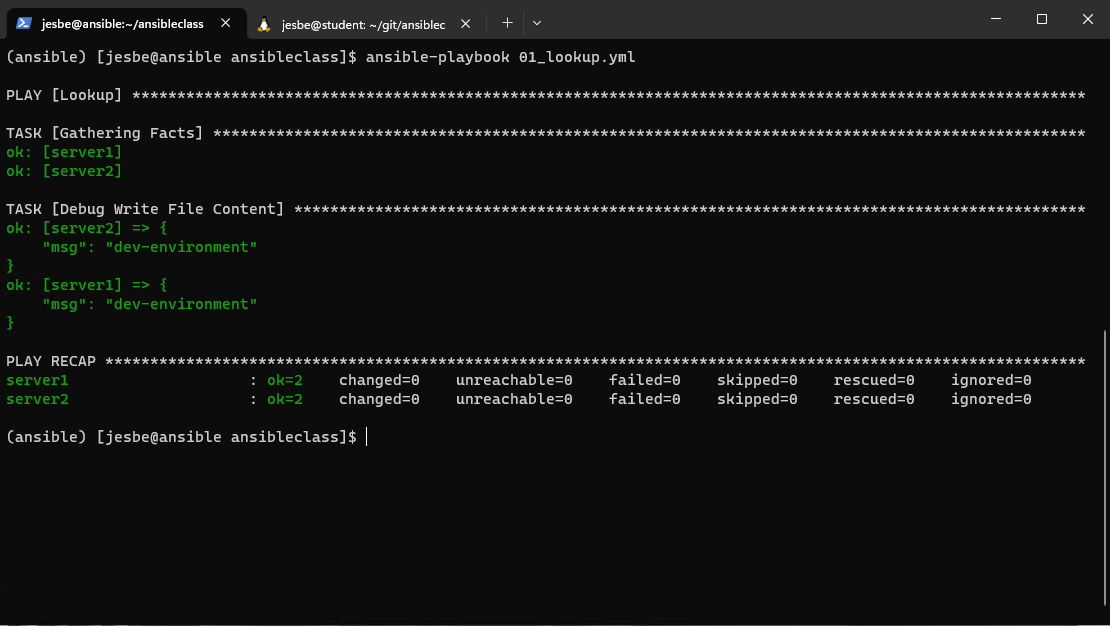 jesbe@ansible:~/ansibleclass
jesbe@student: ~/git/ansiblec
(ansible) [jesbe@ansible ansibleclass]$ ansible-playbook 01_lookup.yml
PLAY [Lookup] **********************************************************************************************************
TASK [Gathering Facts] *************************************************************************************************
ok: [server1]
ok: [server2]
TASK [Debug Write File Content] ****************************************************************************************
ok: [server2] => {
    "msg": "dev-environment"
}
ok: [server1] => {
    "msg": "dev-environment"
}
PLAY RECAP *************************************************************************************************************
server1                    : ok=2    changed=0    unreachable=0    failed=0    skipped=0    rescued=0    ignored=0
server2                    : ok=2    changed=0    unreachable=0    failed=0    skipped=0    rescued=0    ignored=0
(ansible) [jesbe@ansible ansibleclass]$